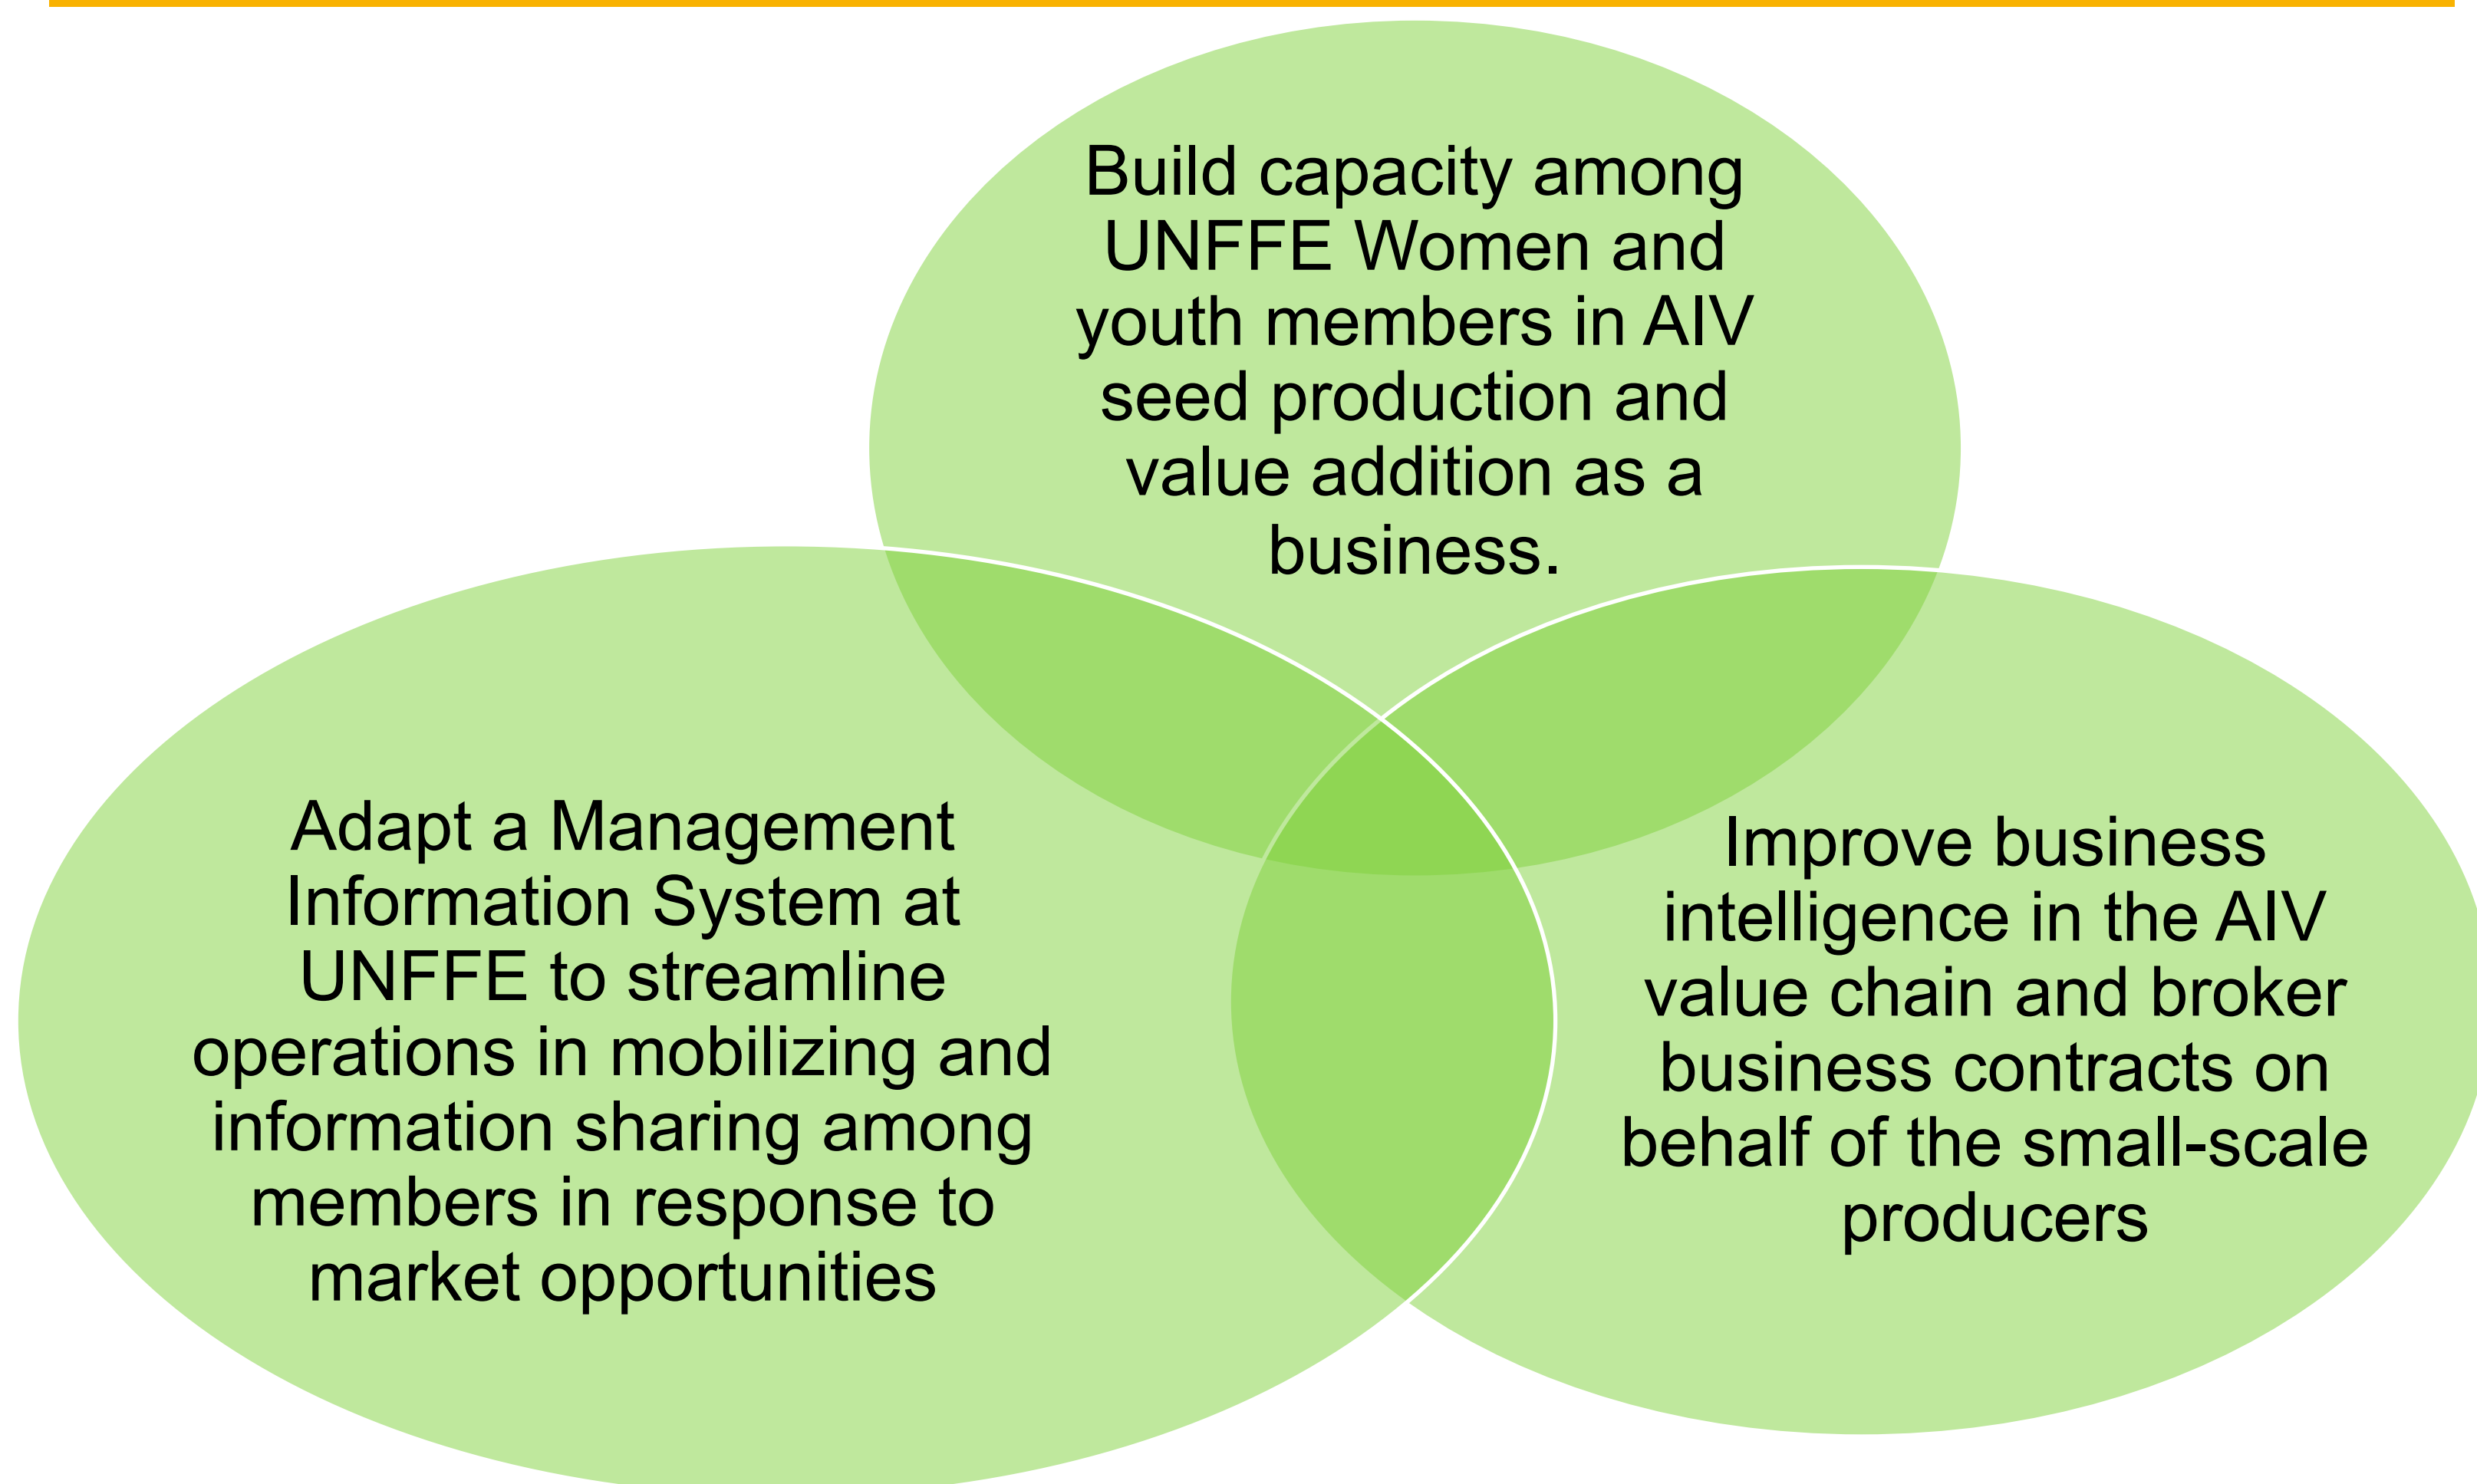 Build capacity among
UNFFE Women and
youth members in AIV
seed production and
value addition as a
business.
Adapt a Management
Information System at
UNFFE to streamline
operations in mobilizing and
information sharing among
members in response to
market opportunities
Improve business
intelligence in the AIV
value chain and broker
business contracts on
behalf of the small-scale
producers